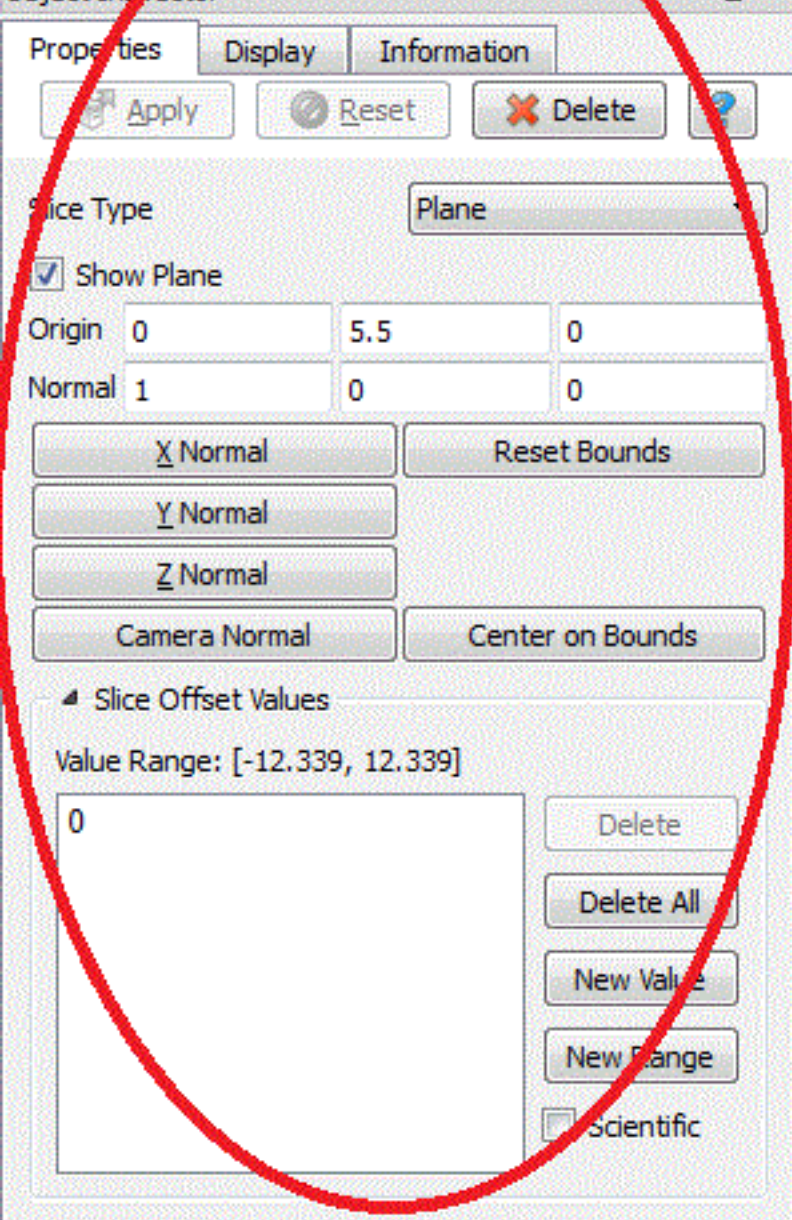 Properties Display Information
Apply Reset Delete ?
Slice Type Plane
Show Plane
Origin 0 5.5 0
Normal 1 0 0
X Normal Reset Bounds
Y Normal
Z Normal
Camera Normal Center on Bounds
Slice Offset Values
Value Range: [-12.339, 12.339]
0
Delete
Delete All
New Value
New Range
Scientific